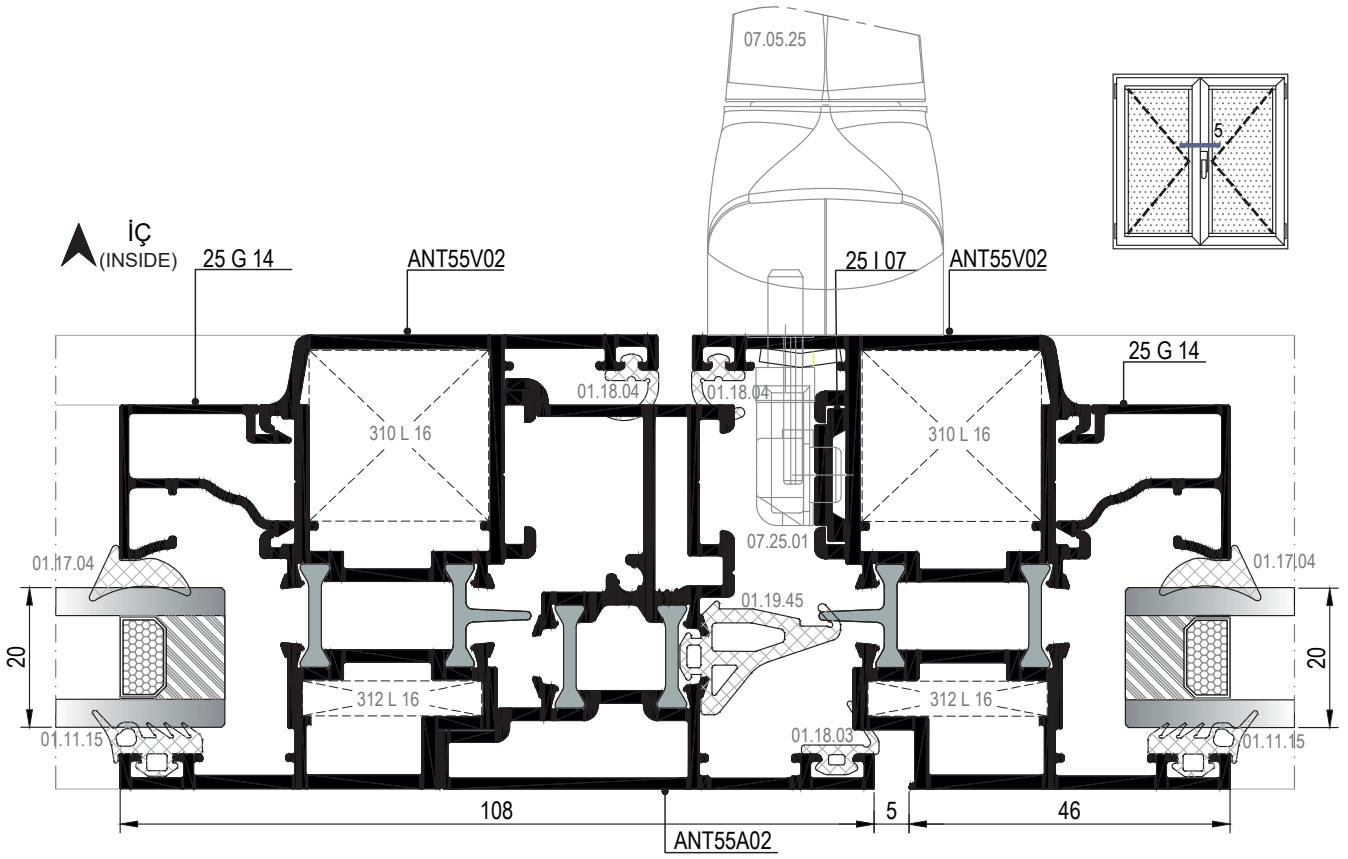 07.05.25
5
İÇ
(INSIDE)
25 G 14
ANT55V02
25 I 07
ANT55V02
25 G 14
01.18.04
01.18.04
310 L 16
310 L 16
07.25.01
01.17.04
01.17.04
01.19.45
20
20
312 L 16
312 L 16
01.11.15
01.18.03
01.11.15
108
5
46
ANT55A02